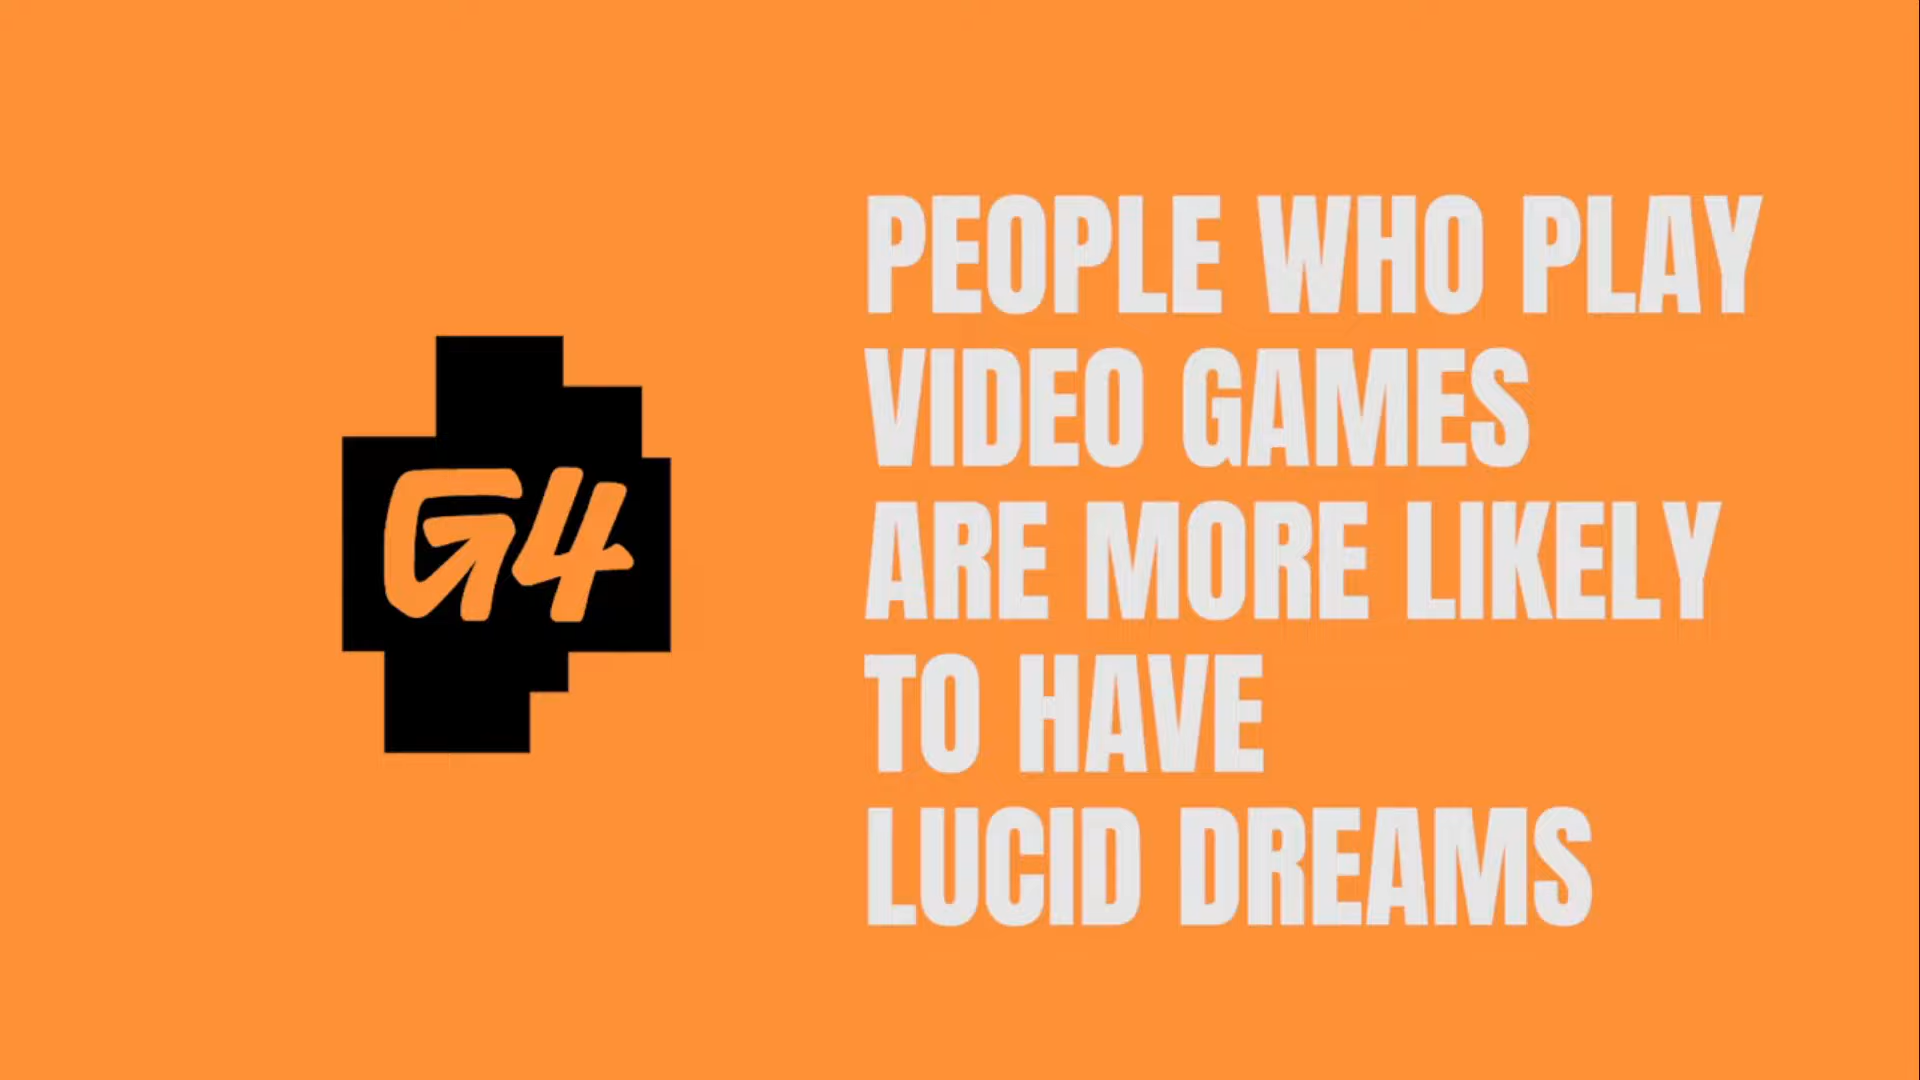 G4
PEOPLE WHO PLAY
VIDEO GAMES
ARE MORE LIKELY
TO HAVE
LUCID DREAMS